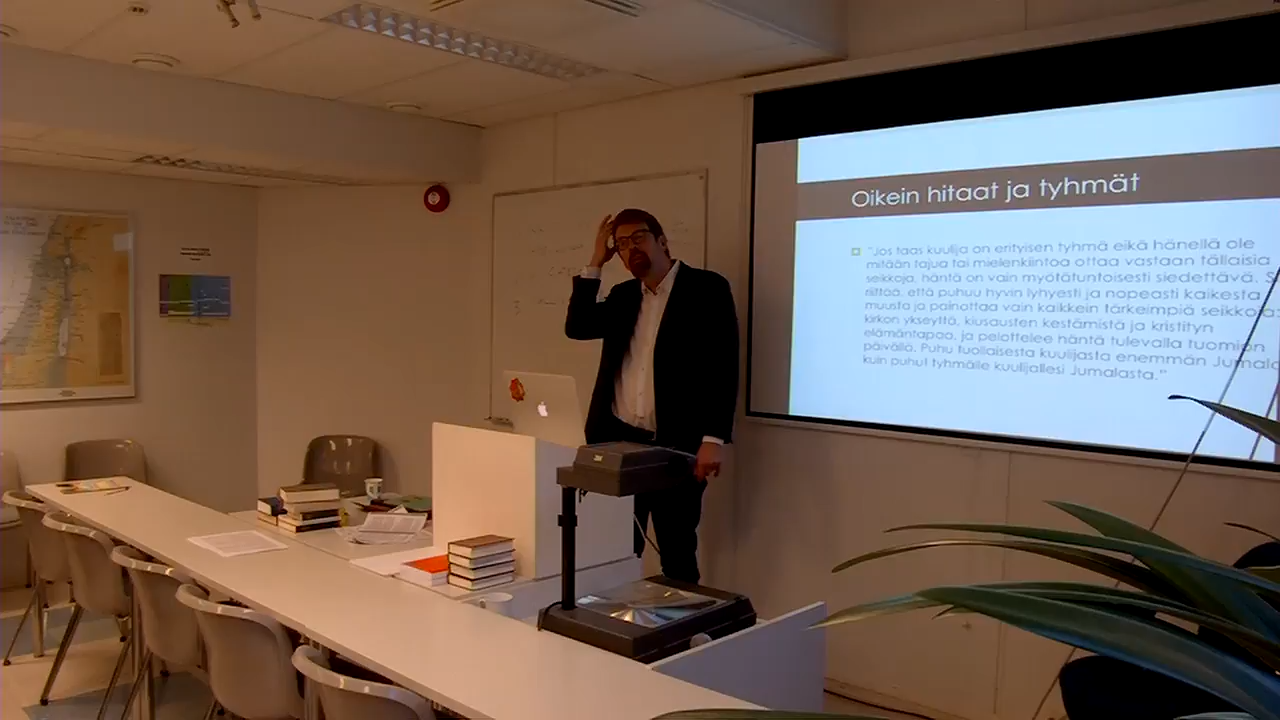 Oikein hitaat ja tyhmät
"Jos taas kuulija on erityisen tyhmä eikä hänellä ole
mitään tajua tai mielenkiintoa ottaa vastaan tällaisia
seikkoja, häntä on vain myötätuntoisesti siedettävä. S
riittää, että puhuu hyvin lyhyesti ja nopeasti kaikesta
muusta ja painottaa vain kaikkein tärkeimpiä seikkoja:
kirkon ykseyttä, kiusausten kestämistä ja kristityn
elämäntapaa, ja pelottelee häntä tulevalla tuomion
päivällä. Puhu tuollaisesta kuulijasta enemmän Jumala
kuin puhut tyhmälle kuulijallesi Jumalasta."